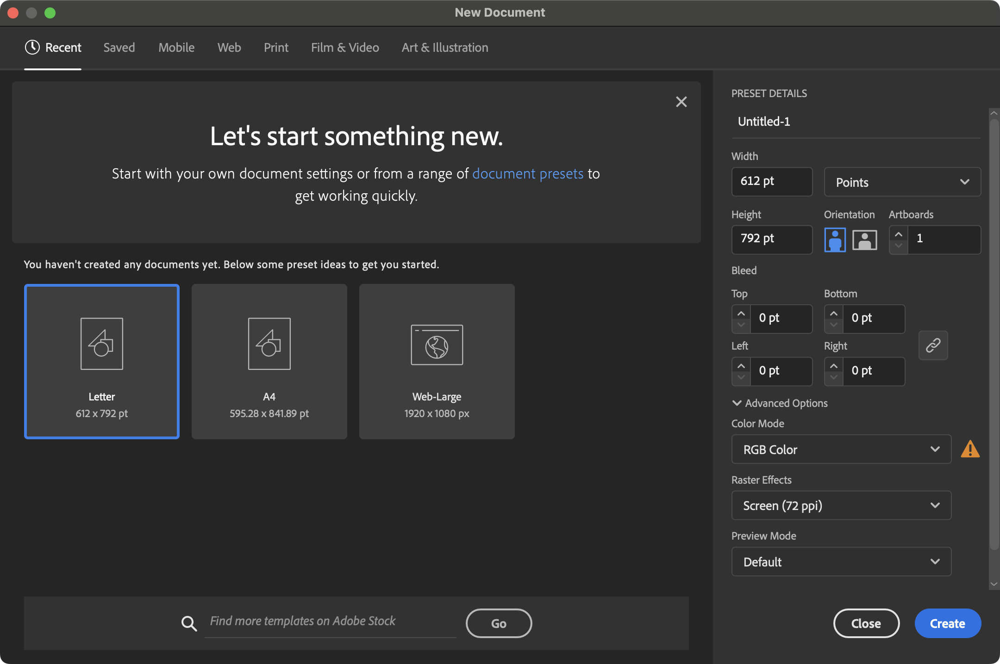 New Document
Recent
Saved
Mobile
Web
Print
Film & Video
Art & Illustration
Let's start something new.
Start with your own document settings or from a range of document presets to
get working quickly.
You haven't created any documents yet. Below some preset ideas to get you started.
Letter
612 x 792 pt
A4
595.28 x 841.89 pt
Web-Large
1920 x 1080 px
Find more templates on Adobe Stock
Go
PRESET DETAILS
Untitled-1
Width
612 pt
Points
Height
Orientation
Artboards
792 pt
1
Bleed
Top
Bottom
0 pt
0 pt
Left
Right
0 pt
0 pt
Advanced Options
Color Mode
RGB Color
Raster Effects
Screen (72 ppi)
Preview Mode
Default
Close
Create